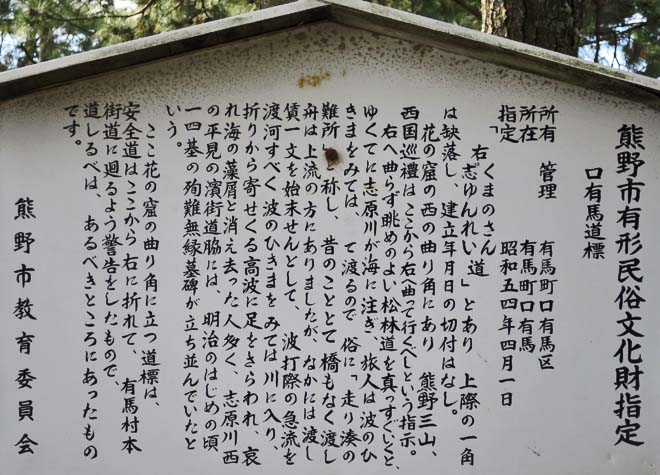 熊野市有形民俗文化財指定
口有馬道標
所有 管理 有馬町口有馬区
所在 有馬町口有馬
指定 昭和五四年四月一日
「 くまのさん
右志ゆんれい 道」とあり 上際の一角
は缺落し、建立年月日の切付はなし。
花の窟の西の曲り角にあり 熊野三山、
西国巡禮はここから右へ曲って行くべしという指示。
右へ曲らず眺めのよい松林道を真っすぐいくと、
ゆくてに志原川が海に注ぎ、旅人は波のひ
きまをみては、 て渡るので俗に「走り湊の
難所 と称し、昔のこととて橋もなく渡し
舟は上流の方にありましたが、なかには渡し
賃一文を始末せんとして、波打際の急流を
渡河すべく波のひきまをみては川に入り、
折りから寄せくる高波に足をさらわれ、哀
れ海の藻屑と消え去った人多く、志原川西
の平見の濱街道脇には、明治のはじめの頃
一四基の殉難無縁墓碑が立ち並んでいたと
いう。
ここ花の窟の曲り角に立つ道標は、
安全道はここから右に折れて、有馬村本
街道に廻るよう警告をしたもので、
道しるべは、あるべきところにあったもの
です。
熊野市教育委員会